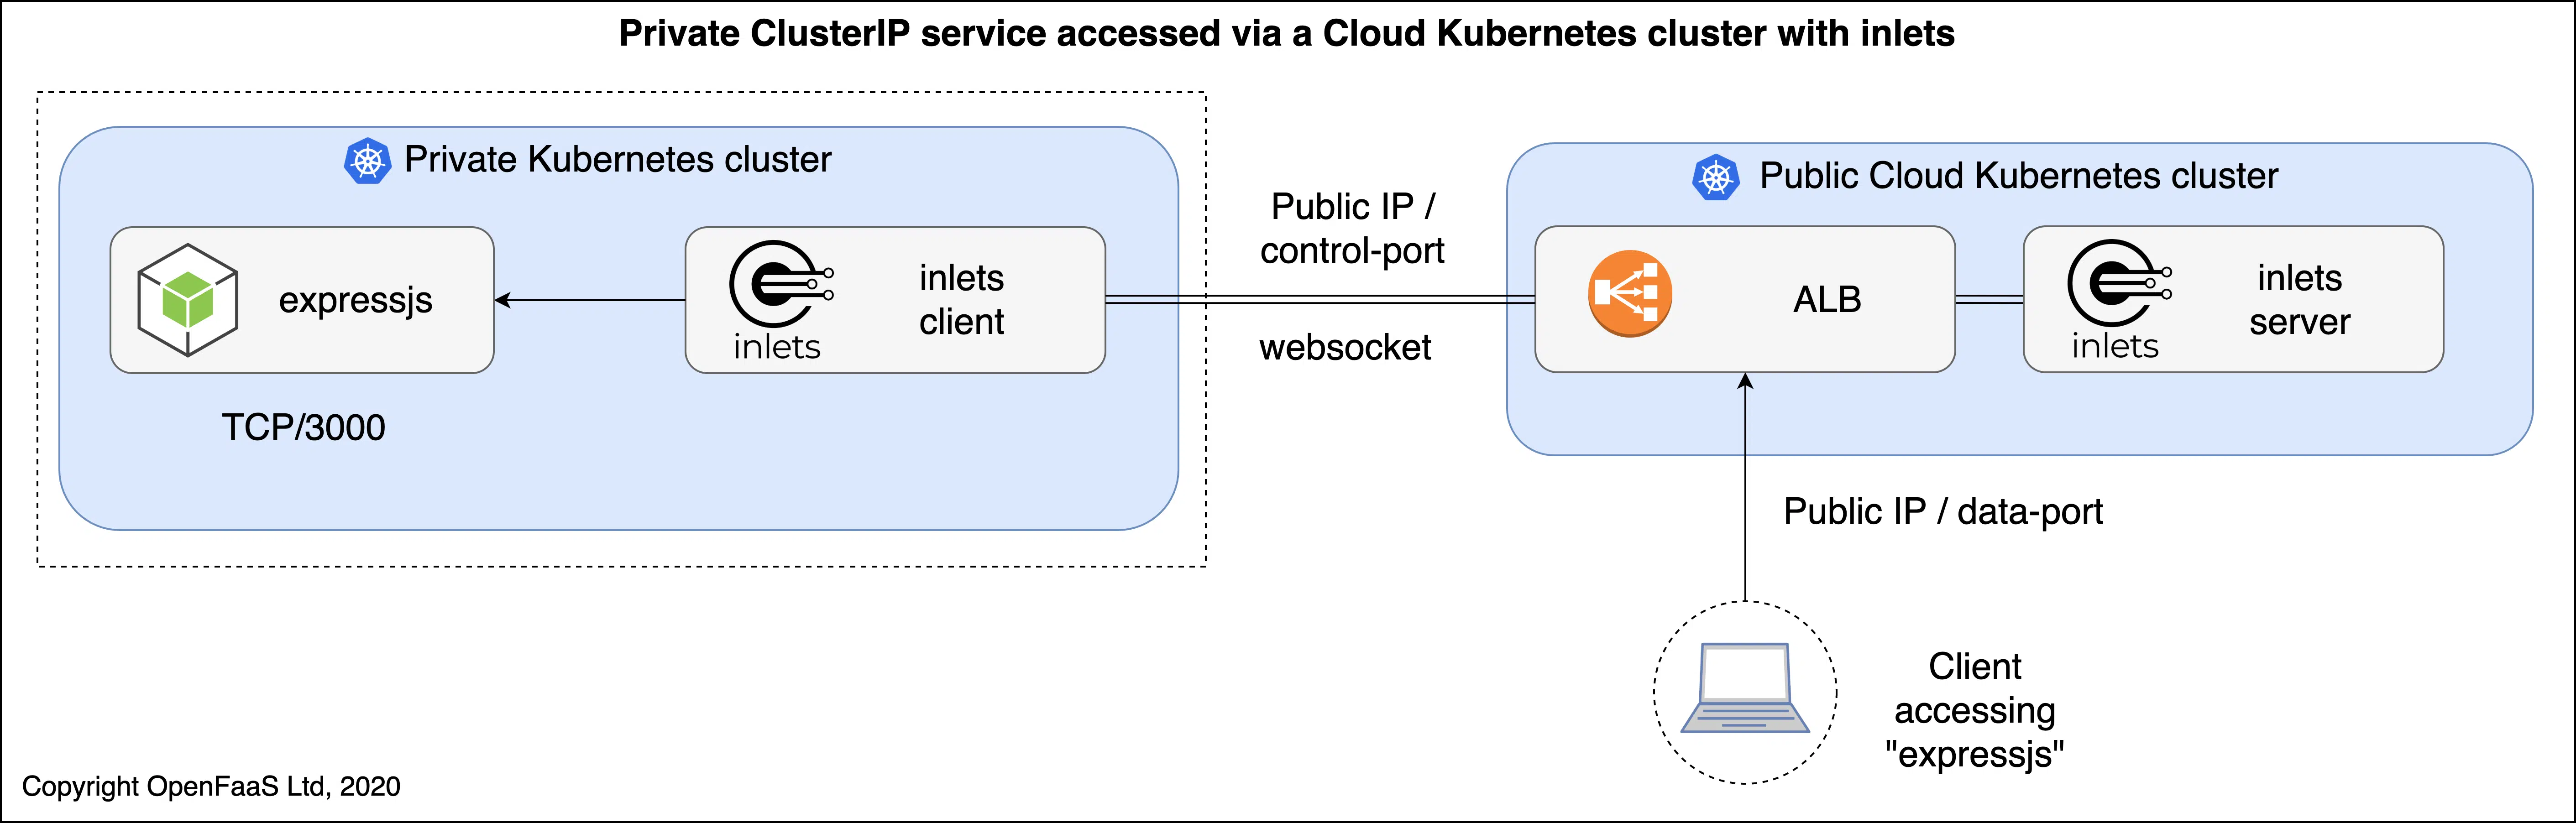 Private ClusterIP service accessed via a Cloud Kubernetes cluster with inlets
Private Kubernetes cluster
expressjs
TCP/3000
inlets
inlets
client
Public IP /
control-port
websocket
Public Cloud Kubernetes cluster
ALB
inlets
inlets
server
Public IP / data-port
Client
accessing
"expressjs"
Copyright OpenFaaS Ltd, 2020